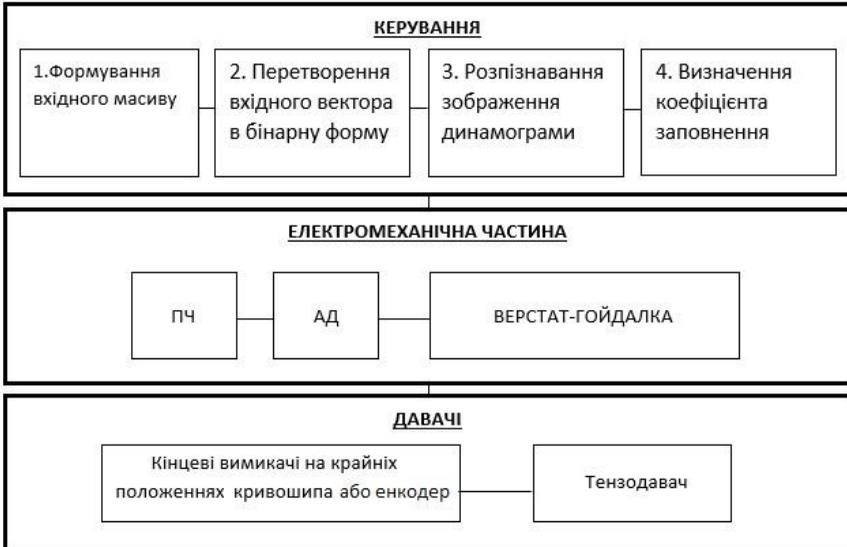 КЕРУВАННЯ
1.Формування
вхідного масиву
2. Перетворення
вхідного вектора
в бінарну форму
3. Розпізнавання
зображення
динамограми
4. Визначення
коефіцієнта
заповнення
ЕЛЕКТРОМЕХАНІЧНА ЧАСТИНА
ПЧ
АД
ВЕРСТАТ-ГОЙДАЛКА
ДАВАЧІ
Кінцеві вимикачі на крайніх
положеннях кривошипа або енкодер
Тензодавач